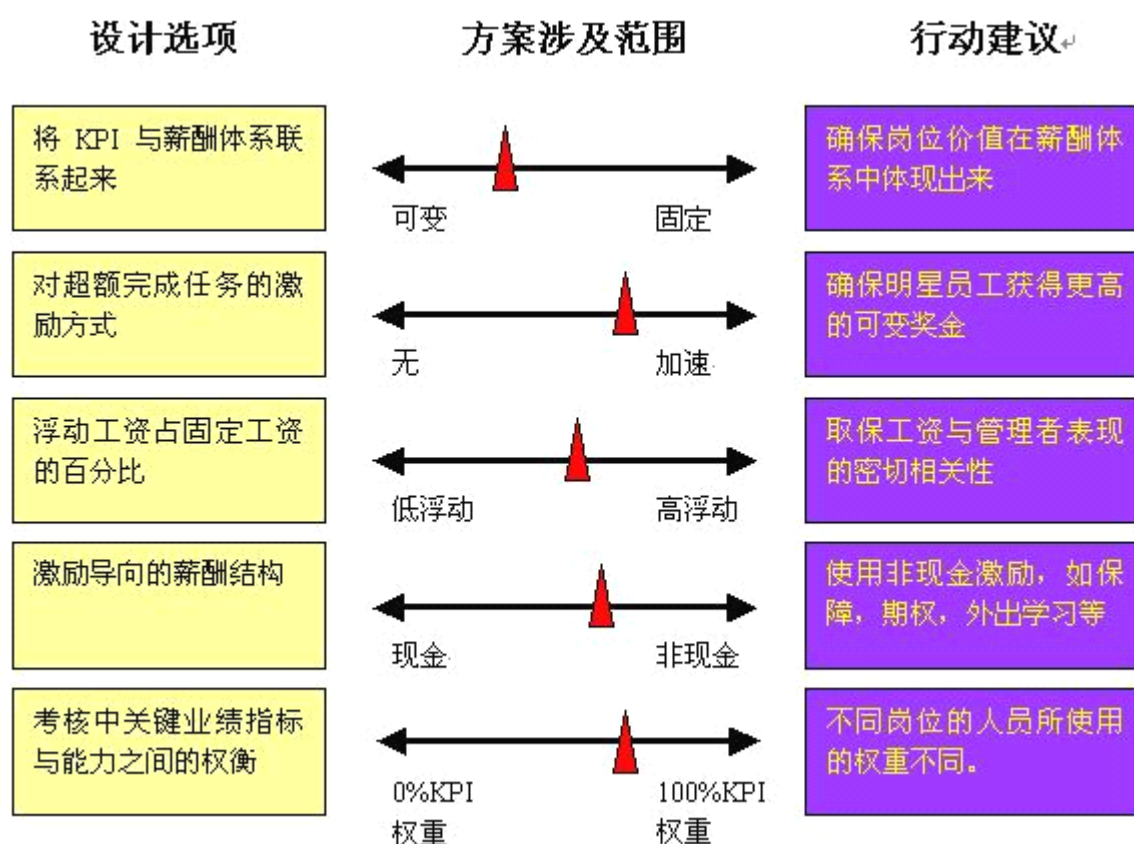 设计选项
方案涉及范围
行动建议
将 KPI 与薪酬体系联
系起来
可变
固定
确保岗位价值在薪酬体
系中体现出来
对超额完成任务的激
励方式
无
加速
确保明星员工获得更高
的可变奖金
浮动工资占固定工资
的百分比
低浮动
高浮动
取保工资与管理者表现
的密切相关性
激励导向的薪酬结构
现金
非现金
使用非现金激励，如保
障，期权，外出学习等
考核中关键业绩指标
与能力之间的权衡
0%KPI
权重
100%KPI
权重
不同岗位的人员所使用
的权重不同。